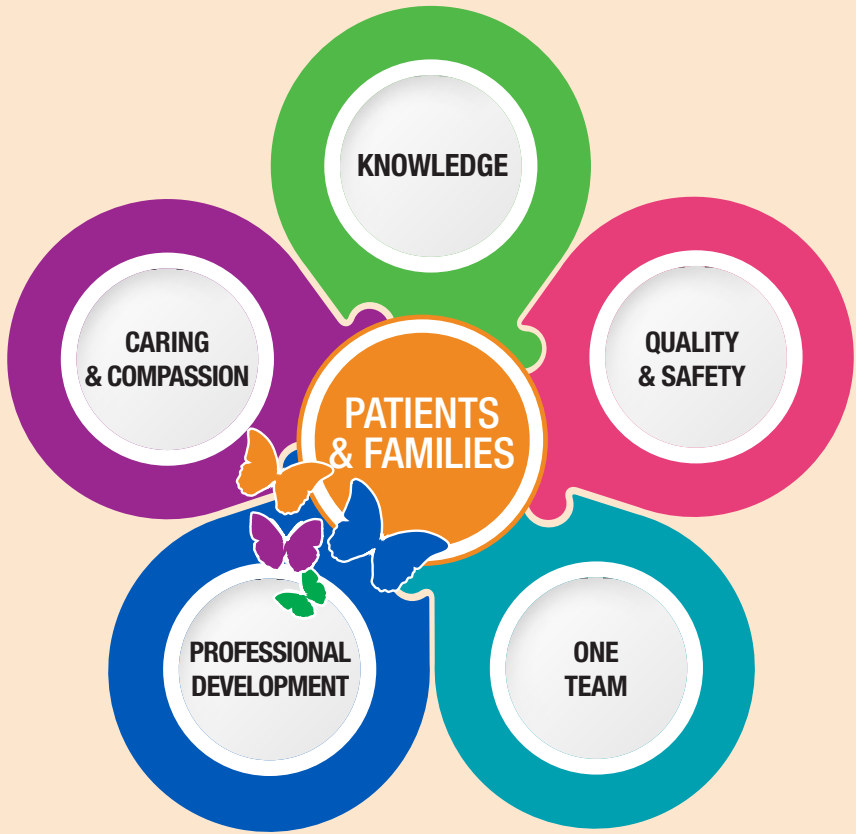 KNOWLEDGE
CARING
& COMPASSION
QUALITY
& SAFETY
PATIENTS
& FAMILIES
PROFESSIONAL
DEVELOPMENT
ONE
TEAM